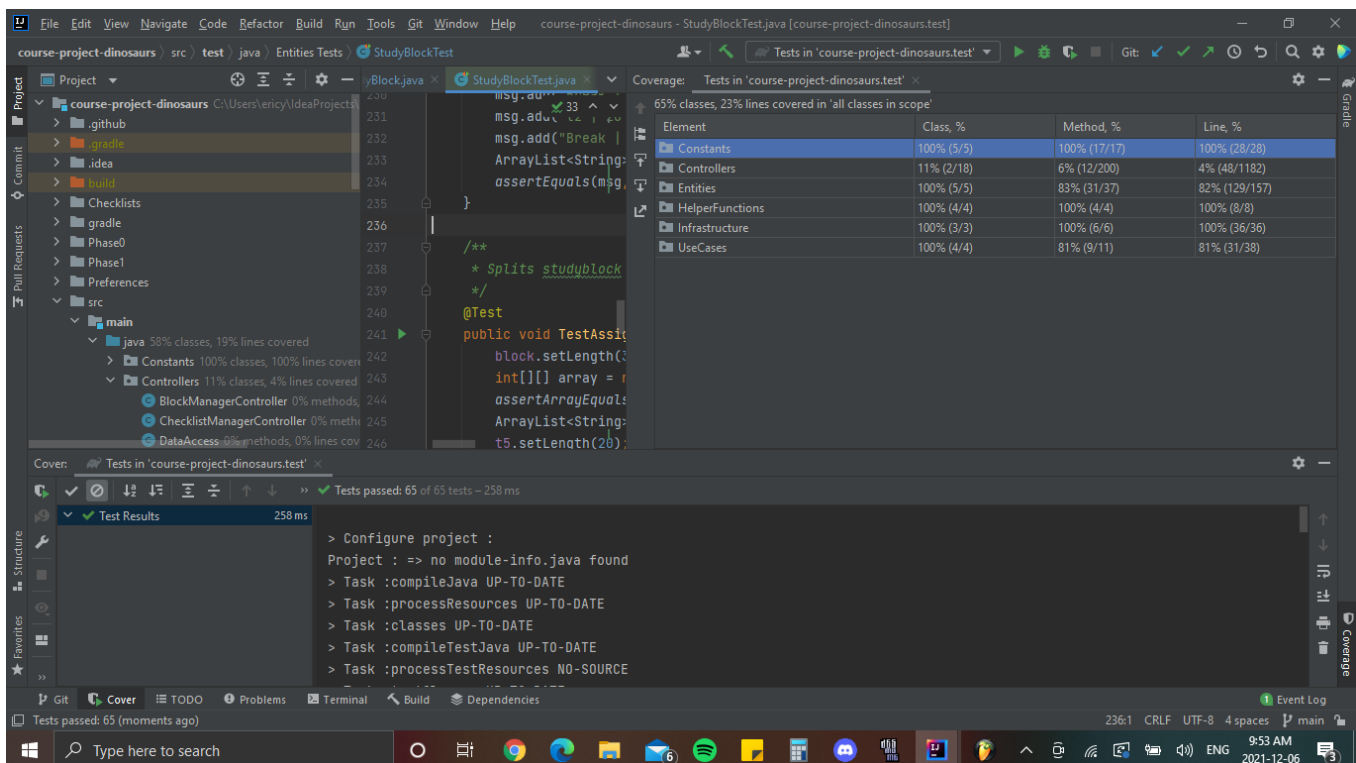 File Edit View Navigate Code Refactor Build Run Tools Git Window Help course-project-dinosaurs - StudyBlockTest.java [course-project-dinosaurs.test]
course-project-dinosaurs src test java Entities Tests StudyBlockTest Tests in 'course-project-dinosaurs.test' Git:
Project yBlock.java StudyBlockTest.java Coverage: Tests in 'course-project-dinosaurs.test'
Project
Commit
Pull Requests
Structure
Favorites
course-project-dinosaurs C:\Users\ericy\IdeaProjects\
.github
.gradle
.idea
build
Checklists
gradle
Phase0
Phase1
Preferences
src
main
java 58% classes, 19% lines covered
Constants 100% classes, 100% lines covere
Controllers 11% classes, 4% lines covered
BlockManagerController 0% methods,
ChecklistManagerController 0% meth
DataAccess 0% methods, 0% lines cov
33
230
231 msg.add(
232 msg.add("Break |
233 ArrayList<String>
234 assertEquals(msg,
235 }
236
237 /**
238 * Splits studyblock
239 */
240 @Test
241 public void TestAssig
242 block.setLength(3
243 int[][] array = n
244 assertArrayEquals
245 ArrayList<String>
246 t5.setLength(20);
65% classes, 23% lines covered in 'all classes in scope'
Element Class, % Method, % Line, %
Constants 100% (5/5) 100% (17/17) 100% (28/28)
Controllers 11% (2/18) 6% (12/200) 4% (48/1182)
Entities 100% (5/5) 83% (31/37) 82% (129/157)
HelperFunctions 100% (4/4) 100% (4/4) 100% (8/8)
Infrastructure 100% (3/3) 100% (6/6) 100% (36/36)
UseCases 100% (4/4) 81% (9/11) 81% (31/38)
Gradle
Coverage
Cover: Tests in 'course-project-dinosaurs.test'
Tests passed: 65 of 65 tests – 258 ms
Test Results 258 ms
> Configure project :
Project : => no module-info.java found
> Task :compileJava UP-TO-DATE
> Task :processResources UP-TO-DATE
> Task :classes UP-TO-DATE
> Task :compileTestJava UP-TO-DATE
> Task :processTestResources NO-SOURCE
Git Cover TODO Problems Terminal Build Dependencies 1 Event Log
Tests passed: 65 (moments ago) 236:1 CRLF UTF-8 4 spaces main
Type here to search 6 ENG 9:53 AM 3
2021-12-06